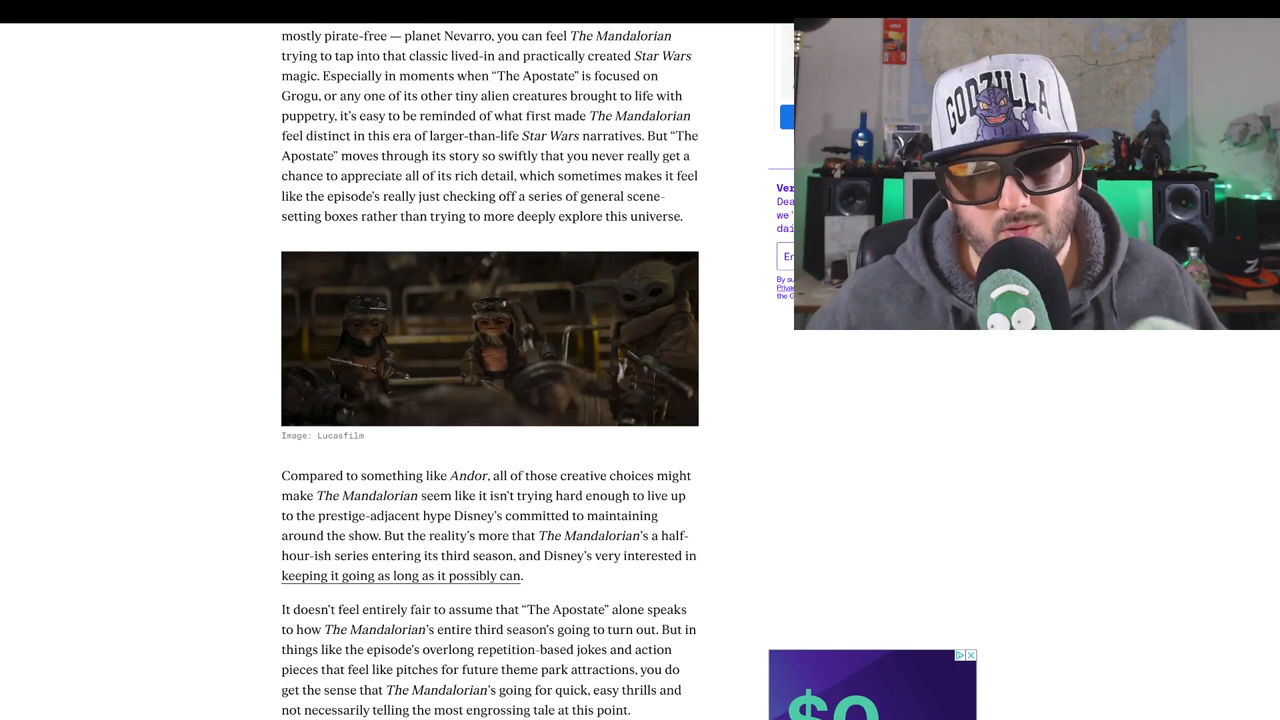 mostly pirate-free — planet Nevarro, you can feel The Mandalorian
trying to tap into that classic lived-in and practically created Star Wars
magic. Especially in moments when “The Apostate” is focused on
Grogu, or any one of its other tiny alien creatures brought to life with
puppetry, it’s easy to be reminded of what first made The Mandalorian
feel distinct in this era of larger-than-life Star Wars narratives. But “The
Apostate” moves through its story so swiftly that you never really get a
chance to appreciate all of its rich detail, which sometimes makes it feel
like the episode’s really just checking off a series of general scene-
setting boxes rather than trying to more deeply explore this universe.
Image: Lucasfilm
Compared to something like Andor, all of those creative choices might
make The Mandalorian seem like it isn’t trying hard enough to live up
to the prestige-adjacent hype Disney’s committed to maintaining
around the show. But the reality’s more that The Mandalorian’s a half-
hour-ish series entering its third season, and Disney’s very interested in
keeping it going as long as it possibly can.
It doesn’t feel entirely fair to assume that “The Apostate” alone speaks
to how The Mandalorian’s entire third season’s going to turn out. But in
things like the episode’s overlong repetition-based jokes and action
pieces that feel like pitches for future theme park attractions, you do
get the sense that The Mandalorian’s going for quick, easy thrills and
not necessarily telling the most engrossing tale at this point.
Ver
Dea
we'
dai
En
By su
Privac
the G
GODZILLA
$0